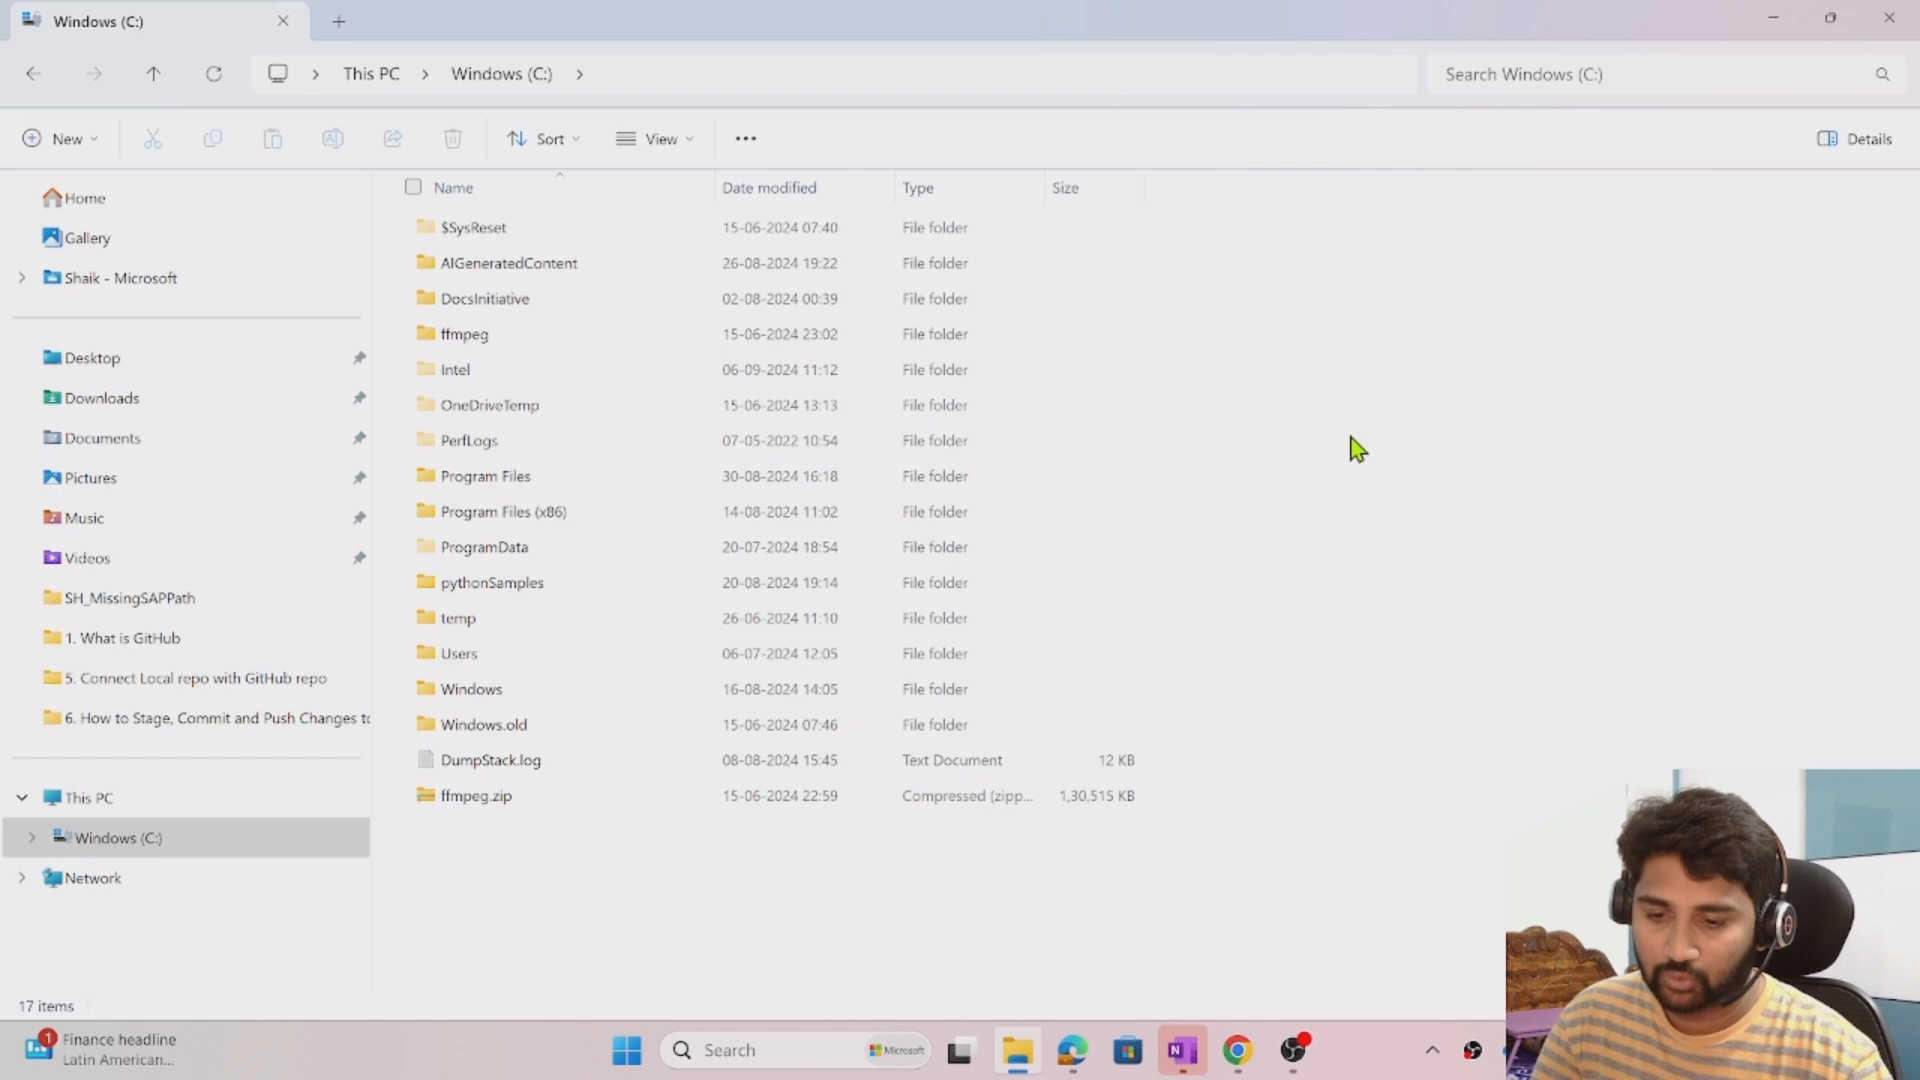 Windows (C:)
This PC
Windows (C:)
Search Windows (C:)
New
Sort
View
Details
Name Date modified Type Size
$SysReset 15-06-2024 07:40 File folder
AIGeneratedContent 26-08-2024 19:22 File folder
DocsInitiative 02-08-2024 00:39 File folder
ffmpeg 15-06-2024 23:02 File folder
Intel 06-09-2024 11:12 File folder
OneDriveTemp 15-06-2024 13:13 File folder
PerfLogs 07-05-2022 10:54 File folder
Program Files 30-08-2024 16:18 File folder
Program Files (x86) 14-08-2024 11:02 File folder
ProgramData 20-07-2024 18:54 File folder
pythonSamples 20-08-2024 19:14 File folder
temp 26-06-2024 11:10 File folder
Users 06-07-2024 12:05 File folder
Windows 16-08-2024 14:05 File folder
Windows.old 15-06-2024 07:46 File folder
DumpStack.log 08-08-2024 15:45 Text Document 12 KB
ffmpeg.zip 15-06-2024 22:59 Compressed (zipp... 1,30,515 KB
Home
Gallery
Shaik - Microsoft
Desktop
Downloads
Documents
Pictures
Music
Videos
SH_MissingSAPPath
1. What is GitHub
5. Connect Local repo with GitHub repo
6. How to Stage, Commit and Push Changes to
This PC
Windows (C:)
Network
17 items
1
Finance headline
Latin American...
Search
Microsoft
N